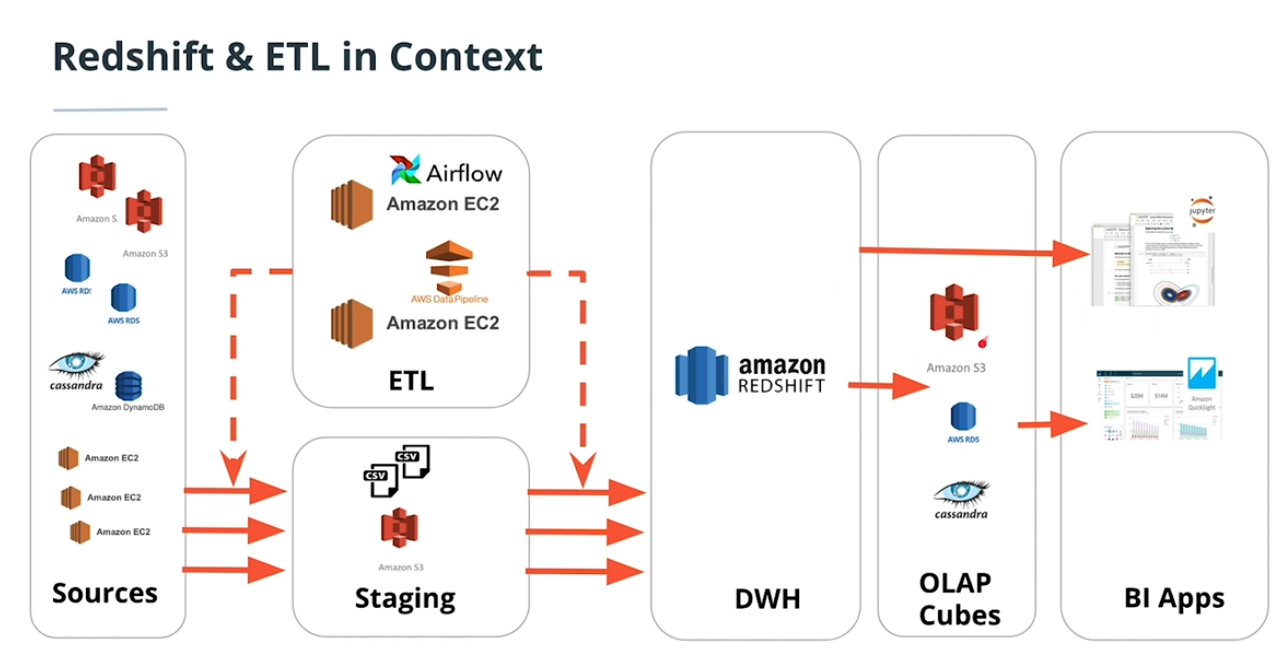 Redshift & ETL in Context
Amazon S
Amazon S3
AWS RDS
AWS RDS
cassandra
Amazon DynamoDB
Amazon EC2
Amazon EC2
Amazon EC2
Sources
Airflow
Amazon EC2
AWS Data Pipeline
Amazon EC2
ETL
CSV
CSV
Amazon S3
Staging
amazon
REDSHIFT
DWH
Amazon S3
AWS RDS
cassandra
OLAP
Cubes
jupyter
$20M
$14M
Amazon
QuickSight
BI Apps